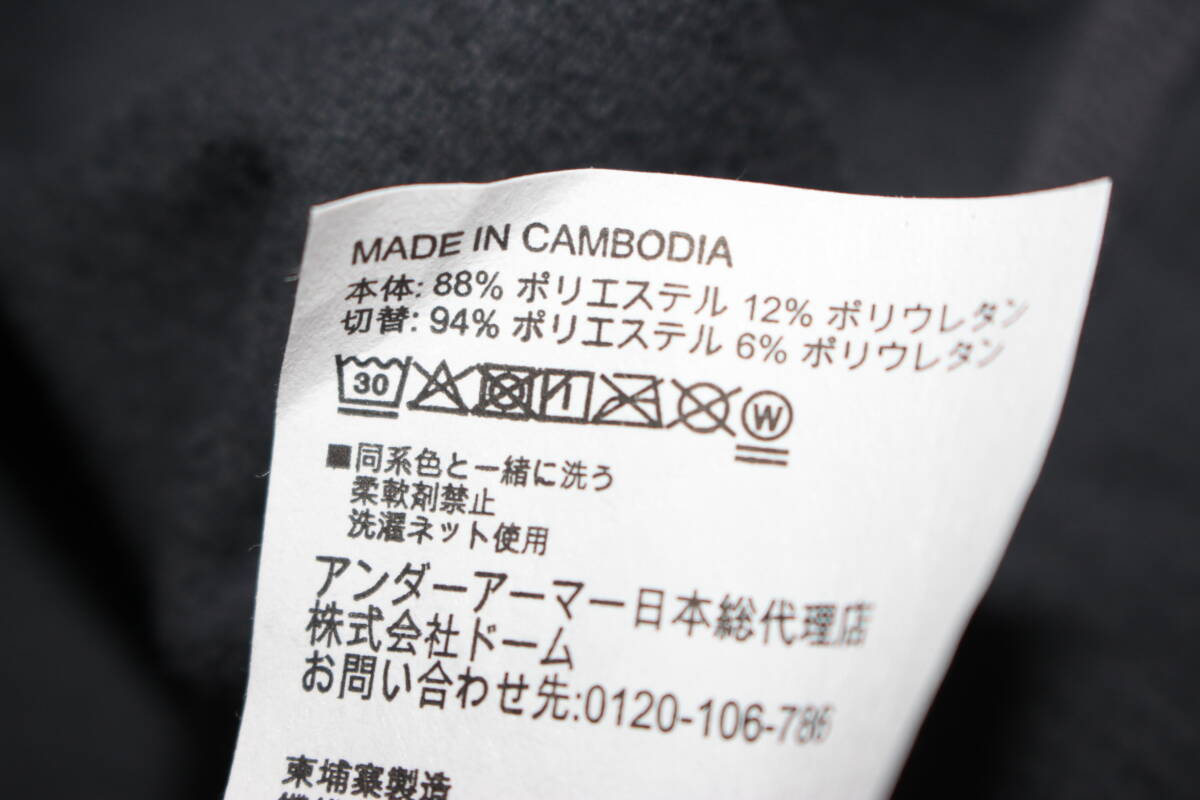 MADE IN CAMBODIA
本体: 88% ポリエステル 12% ポリウレタン
切替: 94% ポリエステル 6% ポリウレタン
30 W
■同系色と一緒に洗う
柔軟剤禁止
洗濯ネット使用
アンダーアーマー日本総代理店
株式会社ドーム
お問い合わせ先:0120-106-786
柬埔寨製造